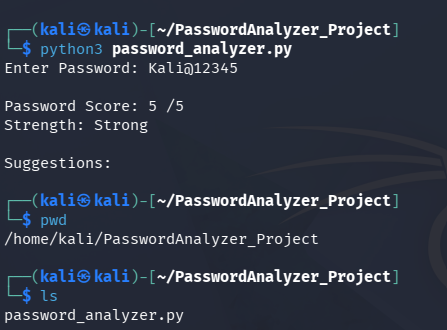 ┌──(kali㉿kali)-[~/PasswordAnalyzer_Project]
└─$ python3 password_analyzer.py
Enter Password: Kali@12345
Password Score: 5 /5
Strength: Strong
Suggestions:
┌──(kali㉿kali)-[~/PasswordAnalyzer_Project]
└─$ pwd
/home/kali/PasswordAnalyzer_Project
┌──(kali㉿kali)-[~/PasswordAnalyzer_Project]
└─$ ls
password_analyzer.py